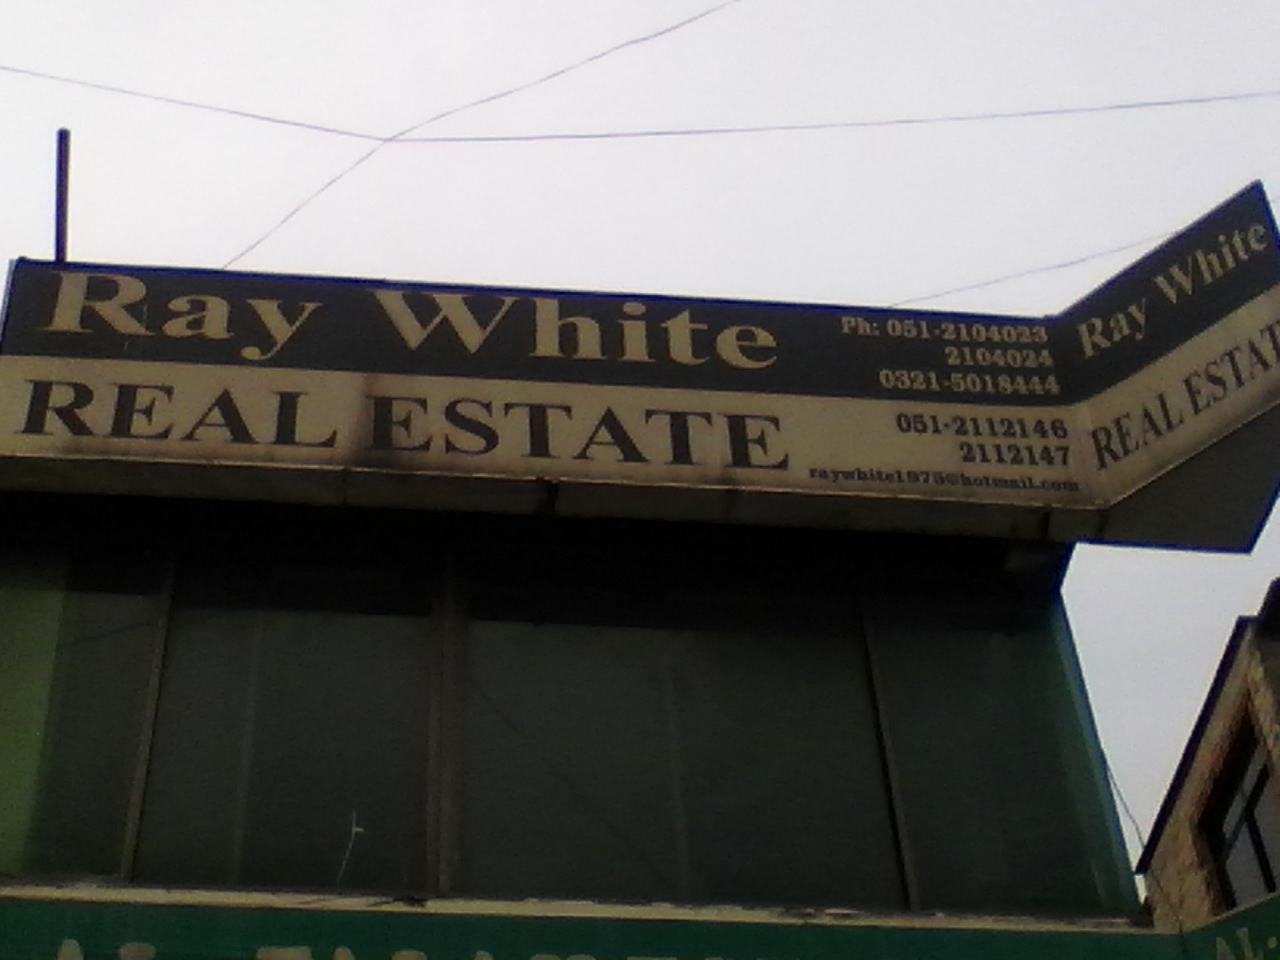 Ray White
REAL ESTATE
Ph: 051-2104023
2104024
0321-5018444
051-2112146
2112147
raywhite1975@hotmail.com
Ray White
REAL ESTAT